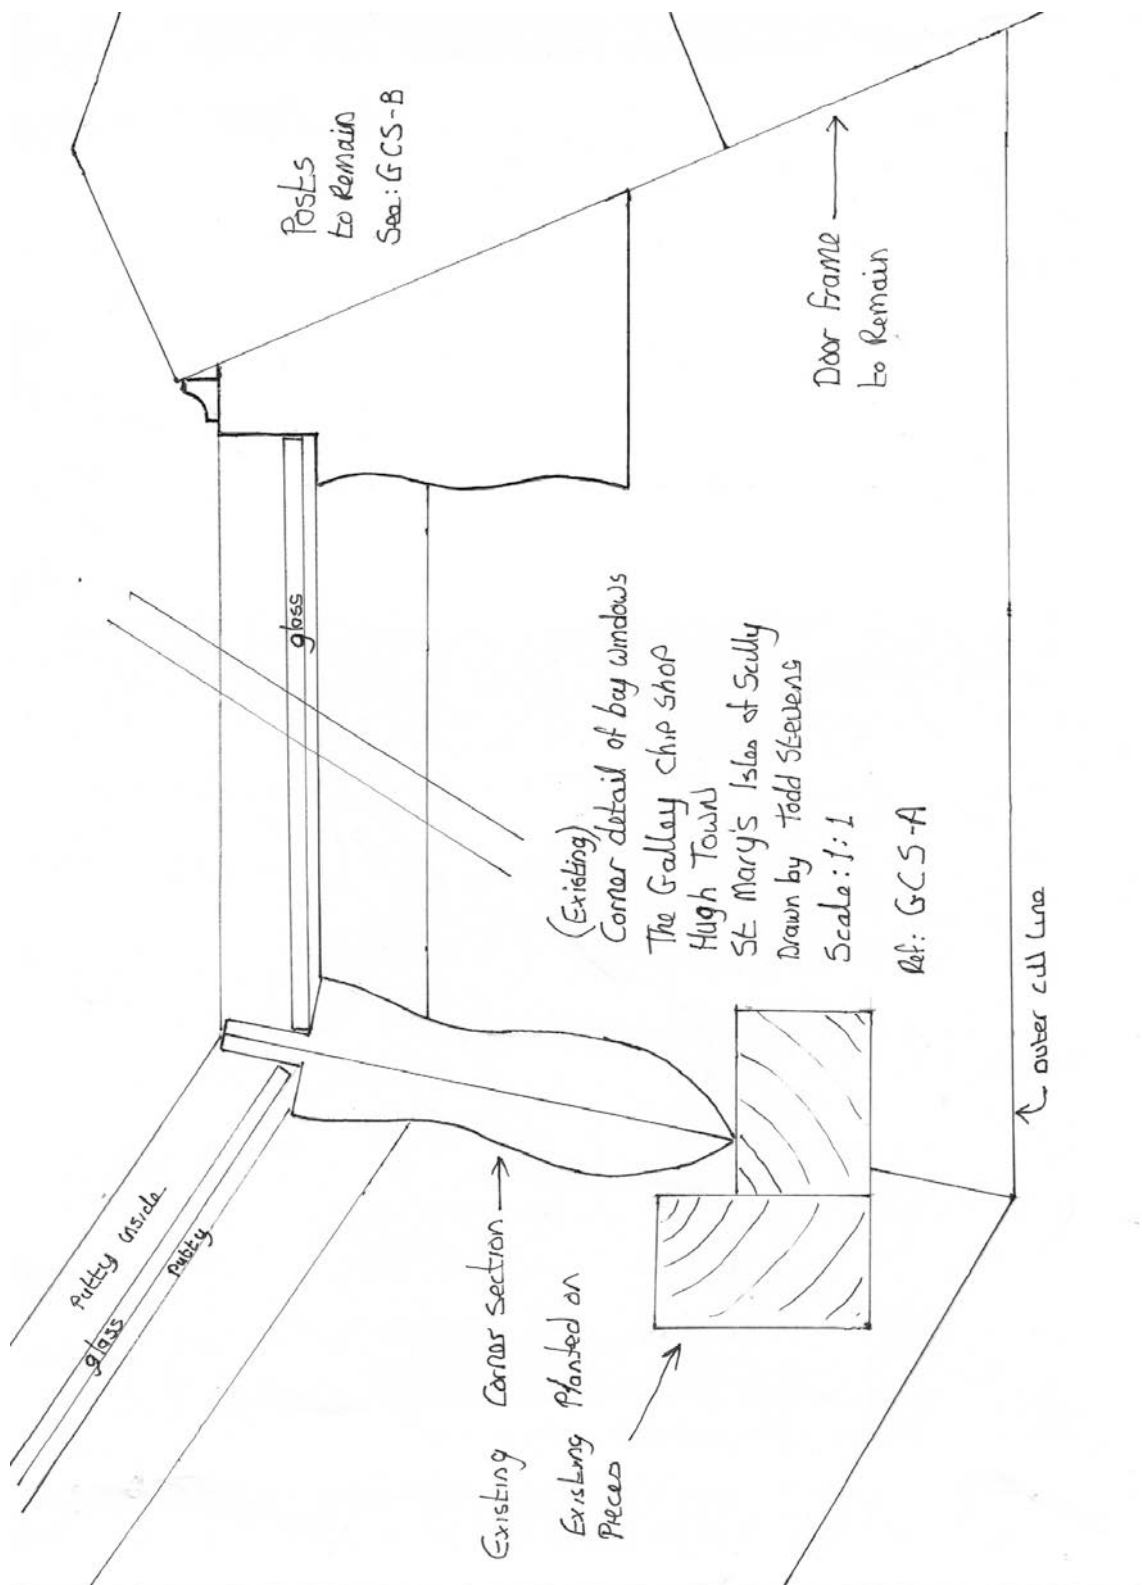 Posts
to Remain
See: GCS-B
Door frame
to Remain
glass
Putty inside
glass
Putty
(Existing)
Corner detail of bay windows
The Galley Chip Shop
Hugh Town
St Mary's Isles of Scilly
Drawn by Todd Stevens
Scale: 1:1
Ref: GCS-A
Existing Corner Section
Existing Planted on
Pieces
outer cill Line